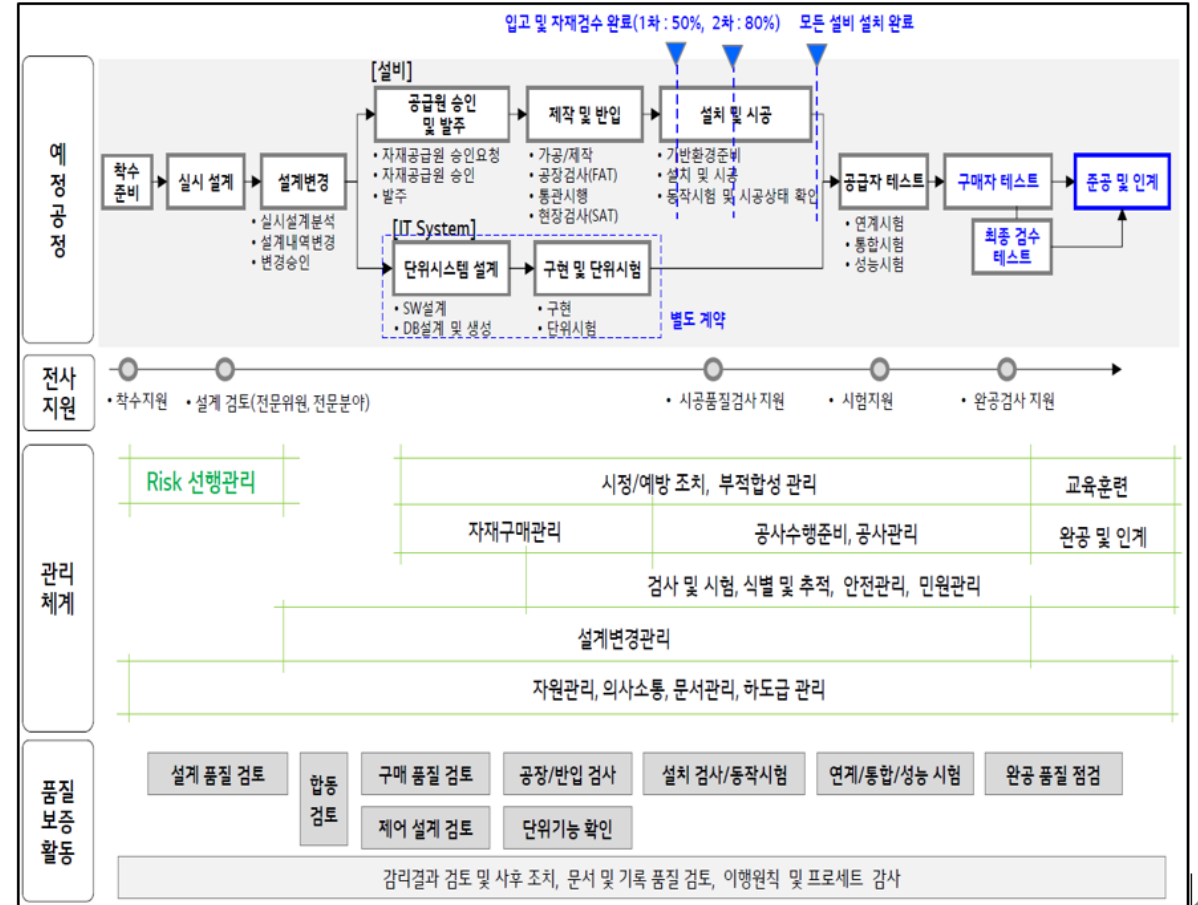 입고 및 자재검수 완료(1차 : 50%, 2차 : 80%) 모든 설비 설치 완료
예
정
공
정
착수
준비
실시 설계
설계변경
• 실시설계분석
• 설계내역변경
• 변경승인
[설비]
공급원 승인
및 발주
• 자재공급원 승인요청
• 자재공급원 승인
• 발주
제작 및 반입
• 가공/제작
• 공장검사(FAT)
• 통관시행
• 현장검사(SAT)
설치 및 시공
• 기반환경준비
• 설치 및 시공
• 동작시험 및 시공상태 확인
[IT System]
단위시스템 설계
• SW설계
• DB설계 및 생성
구현 및 단위시험
• 구현
• 단위시험
별도 계약
공급자 테스트
• 연계시험
• 통합시험
• 성능시험
구매자 테스트
최종 검수
테스트
준공 및 인계
전사
지원
• 착수지원
• 설계 검토(전문위원, 전문분야)
• 시공품질검사 지원
• 시험지원
• 완공검사 지원
관리
체계
Risk 선행관리
시정/예방 조치, 부적합성 관리
교육훈련
자재구매관리
공사수행준비, 공사관리
완공 및 인계
검사 및 시험, 식별 및 추적, 안전관리, 민원관리
설계변경관리
자원관리, 의사소통, 문서관리, 하도급 관리
품질
보증
활동
설계 품질 검토
합동
검토
구매 품질 검토
공장/반입 검사
설치 검사/동작시험
연계/통합/성능 시험
완공 품질 점검
제어 설계 검토
단위기능 확인
감리결과 검토 및 사후 조치, 문서 및 기록 품질 검토, 이행원칙 및 프로세트 감사